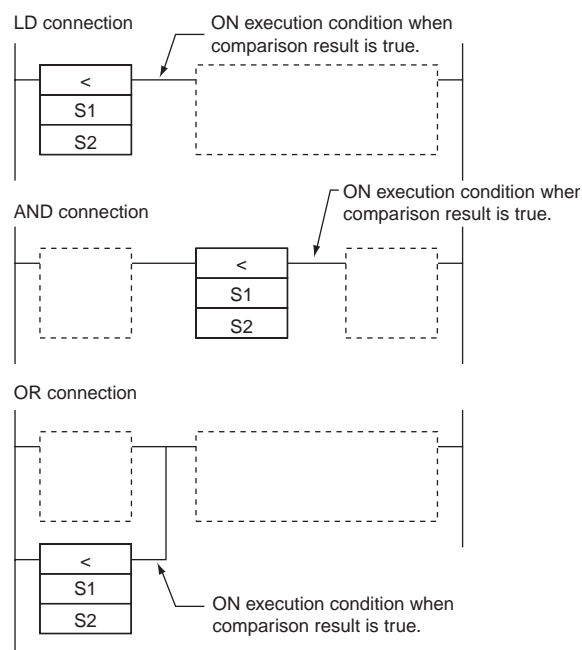 LD connection
ON execution condition when
comparison result is true.
<
S1
S2
ON execution condition when
comparison result is true.
AND connection
<
S1
S2
OR connection
<
S1
S2
ON execution condition when
comparison result is true.